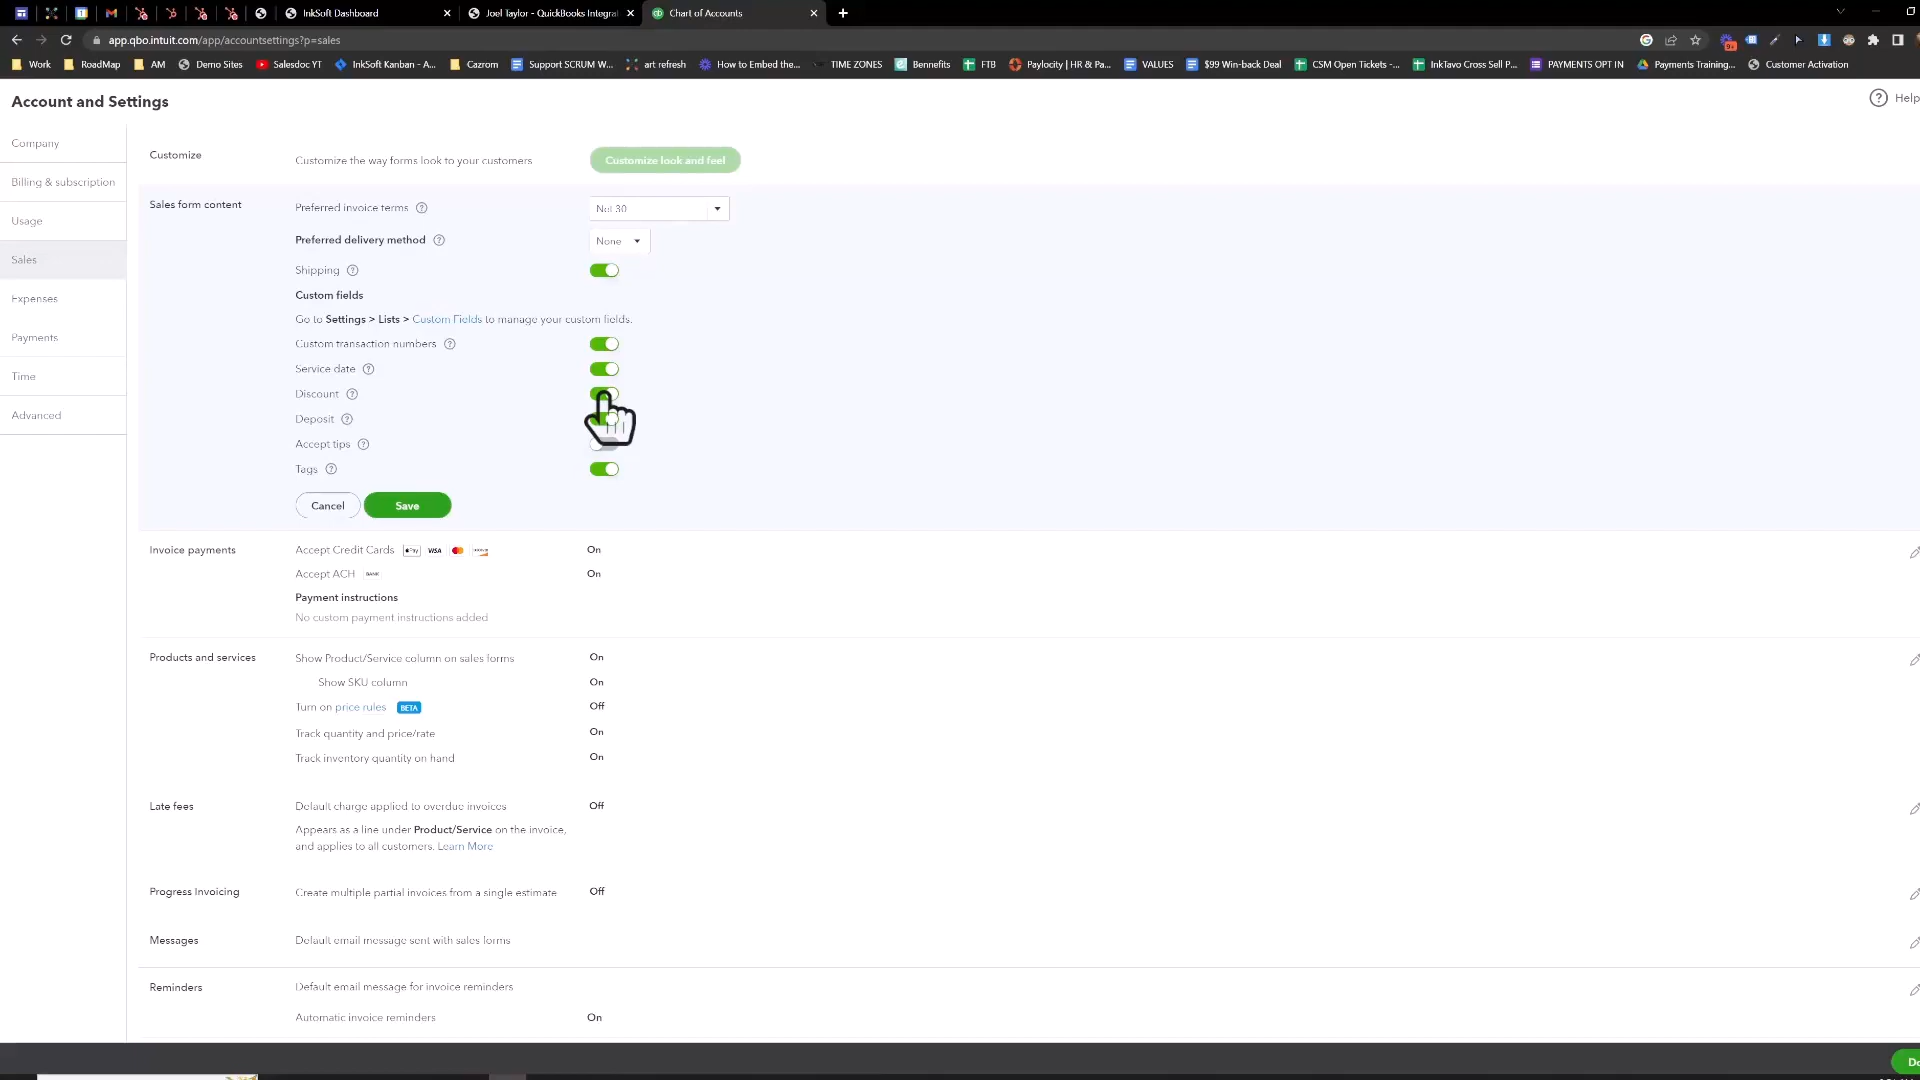 InkSoft Dashboard
Joel Taylor - QuickBooks Integrat
Chart of Accounts
app.qbo.intuit.com/app/accountsettings?p=sales
Work RoadMap AM Demo Sites Salesdoc YT InkSoft Kanban - A... Cazrom Support SCRUM W... art refresh How to Embed the... TIME ZONES Bennefits FTB Paylocity | HR & Pa... VALUES $99 Win-back Deal CSM Open Tickets -... InkTavo Cross Sell P... PAYMENTS OPT IN Payments Training... Customer Activation
Account and Settings
Help
Company
Billing & subscription
Usage
Sales
Expenses
Payments
Time
Advanced
Customize Customize the way forms look to your customers Customize look and feel
Sales form content Preferred invoice terms Net 30
Preferred delivery method None
Shipping
Custom fields
Go to Settings > Lists > Custom Fields to manage your custom fields.
Custom transaction numbers
Service date
Discount
Deposit
Accept tips
Tags
Cancel Save
Invoice payments Accept Credit Cards Pay VISA On
Accept ACH BANK On
Payment instructions
No custom payment instructions added
Products and services Show Product/Service column on sales forms On
Show SKU column On
Turn on price rules BETA Off
Track quantity and price/rate On
Track inventory quantity on hand On
Late fees Default charge applied to overdue invoices Off
Appears as a line under Product/Service on the invoice,
and applies to all customers. Learn More
Progress Invoicing Create multiple partial invoices from a single estimate Off
Messages Default email message sent with sales forms
Reminders Default email message for invoice reminders
Automatic invoice reminders On